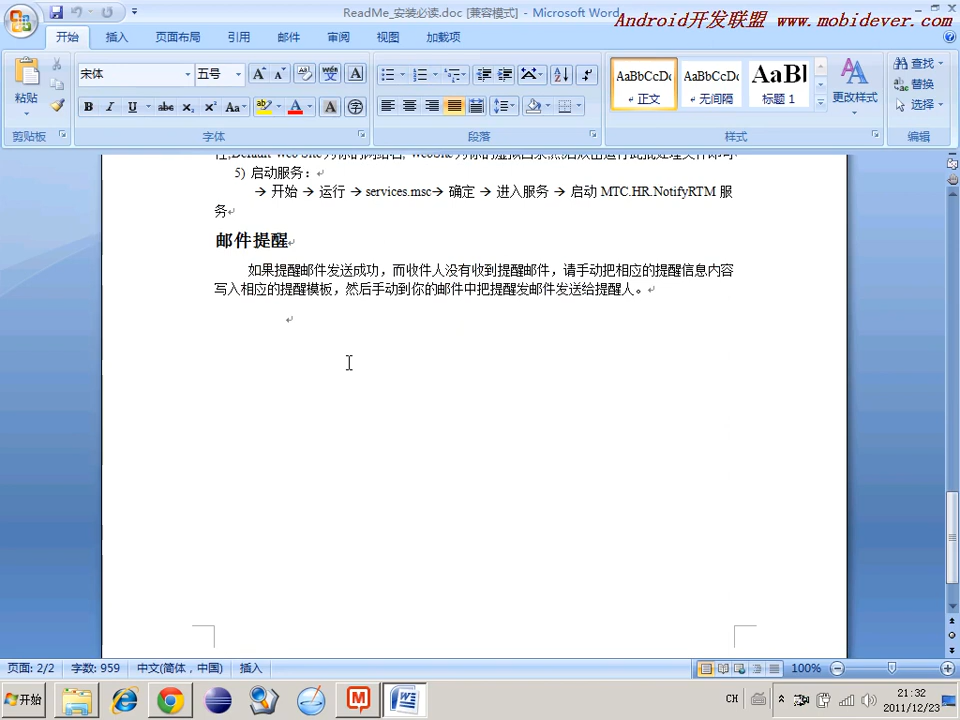 ReadMe_安装必读.doc [兼容模式] - Microsoft Word
Android开发联盟 www.mobidever.com
开始 插入 页面布局 引用 邮件 审阅 视图 加载项
宋体 五号
粘贴
B I U abc x₂ x² Aa
AaBbCcDc AaBbCcDc AaBl
正文 无间隔 标题 1
更改样式
查找
替换
选择
剪贴板 字体 段落 样式 编辑
5) 启动服务：
→ 开始 → 运行 → services.msc→ 确定 → 进入服务 → 启动 MTC.HR.NotifyRTM 服
务
邮件提醒
如果提醒邮件发送成功，而收件人没有收到提醒邮件，请手动把相应的提醒信息内容
写入相应的提醒模板，然后手动到你的邮件中把提醒发邮件发送给提醒人。
页面: 2/2 字数: 959 中文(简体，中国) 插入 100%
开始 CH 21:32
2011/12/23